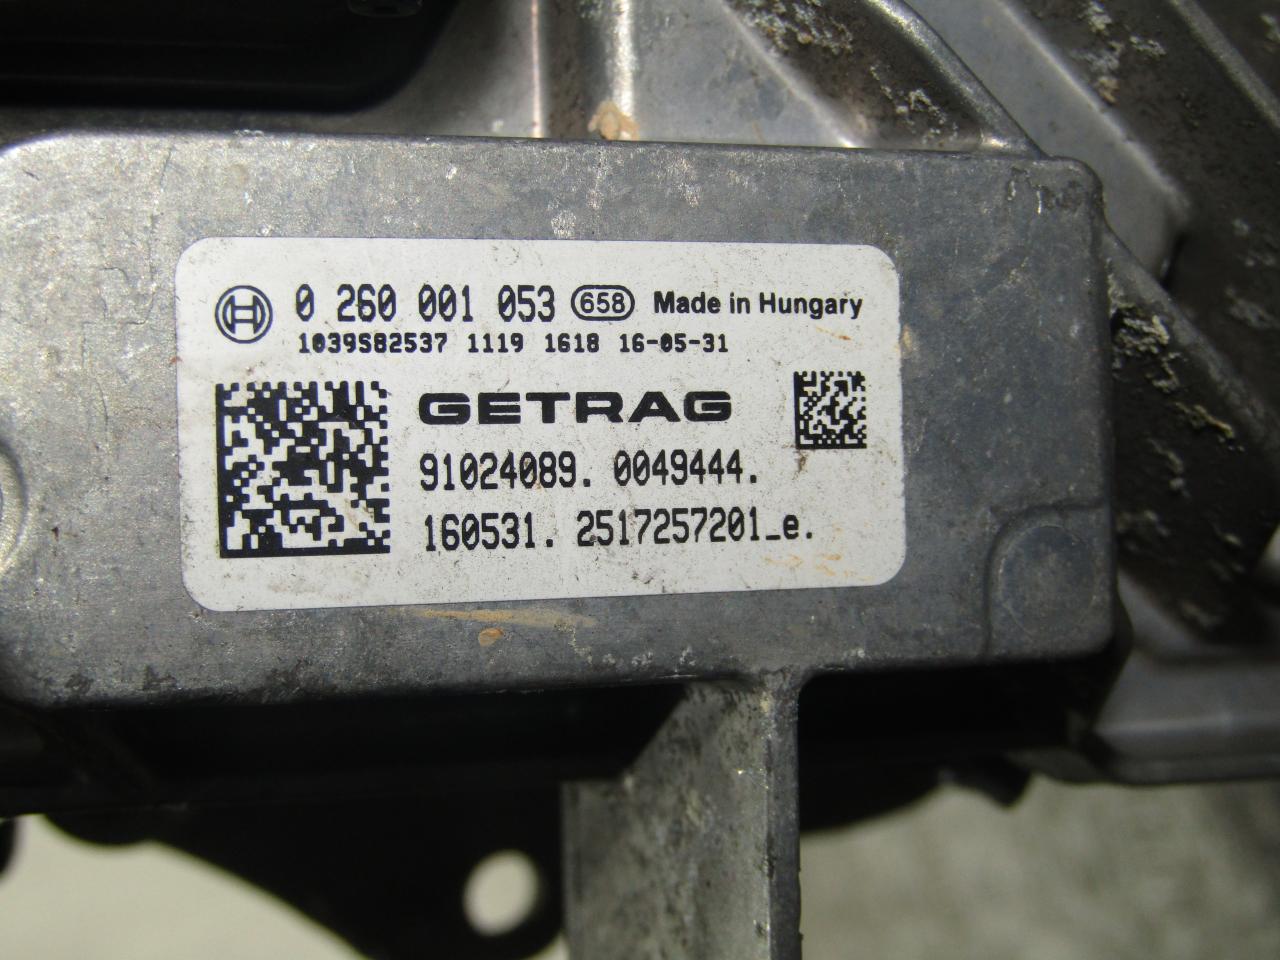 0 260 001 053 658 Made in Hungary
1039S82537 1119 1618 16-05-31
GETRAG
91024089. 0049444.
160531. 2517257201_e.